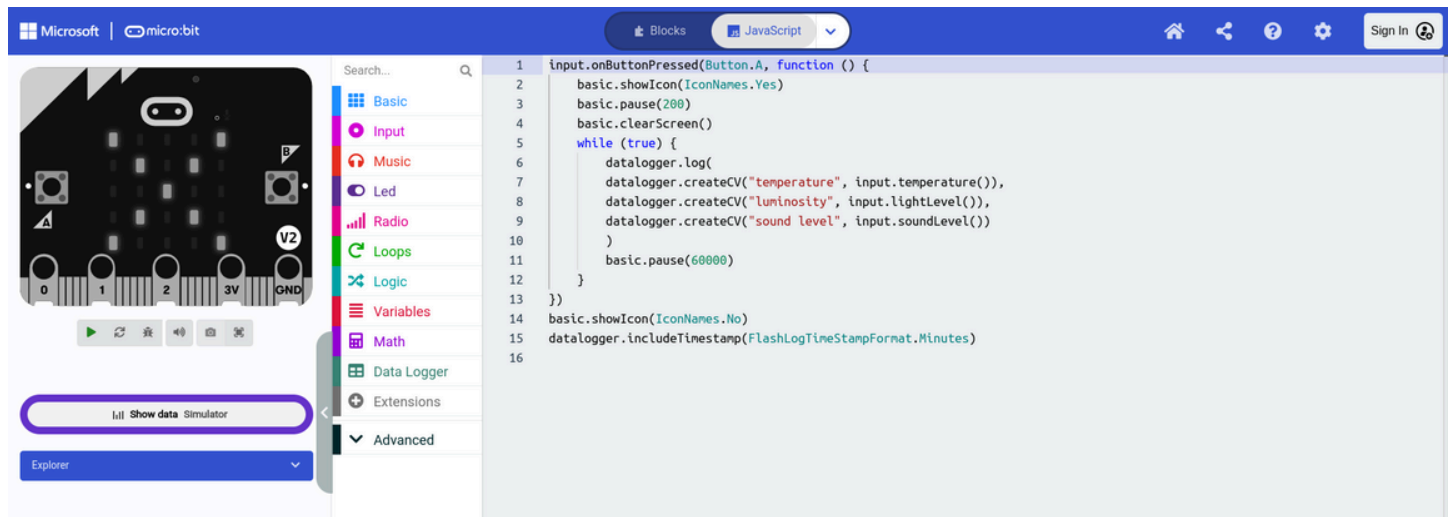 Microsoft | micro:bit
Blocks
JavaScript
Sign In
B
A
V2
0 1 2 3V GND
Show data Simulator
Explorer
Search...
Basic
Input
Music
Led
Radio
Loops
Logic
Variables
Math
Data Logger
Extensions
Advanced
1 input.onButtonPressed(Button.A, function () {
2     basic.showIcon(IconNames.Yes)
3     basic.pause(200)
4     basic.clearScreen()
5     while (true) {
6         datalogger.log(
7         datalogger.createCV("temperature", input.temperature()),
8         datalogger.createCV("luminosity", input.lightLevel()),
9         datalogger.createCV("sound level", input.soundLevel())
10         )
11         basic.pause(60000)
12     }
13 })
14 basic.showIcon(IconNames.No)
15 datalogger.includeTimestamp(FlashLogTimeStampFormat.Minutes)
16